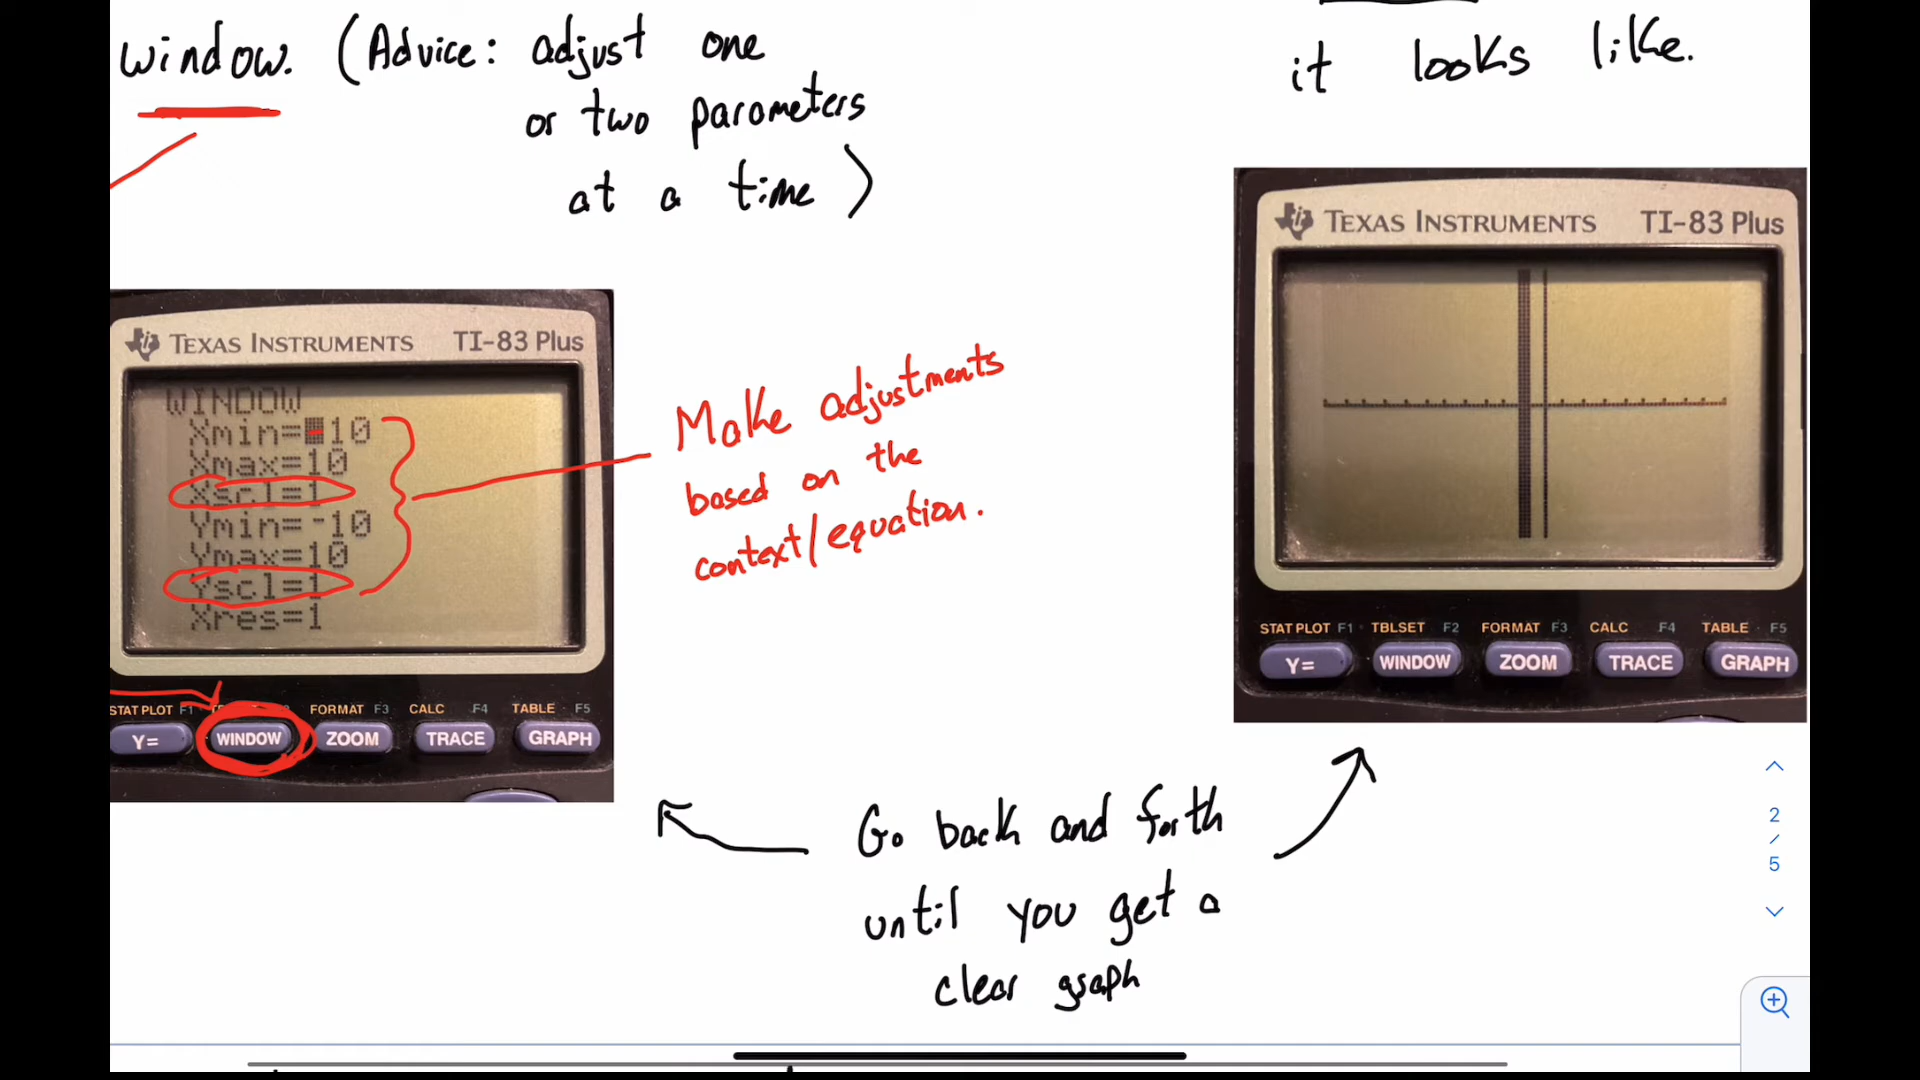 window. (Advice: adjust one
or two parameters
at a time)
it looks like.
TEXAS INSTRUMENTS TI-83 Plus
WINDOW
Xmin=-10
Xmax=10
Xscl=1
Ymin=-10
Ymax=10
Yscl=1
Xres=1
STAT PLOT F1 FORMAT F3 CALC F4 TABLE F5
Y= WINDOW ZOOM TRACE GRAPH
Make adjustments
based on the
context/equation.
TEXAS INSTRUMENTS TI-83 Plus
STAT PLOT F1 TBLSET F2 FORMAT F3 CALC F4 TABLE F5
Y= WINDOW ZOOM TRACE GRAPH
Go back and forth
until you get a
clear graph
2
/
5